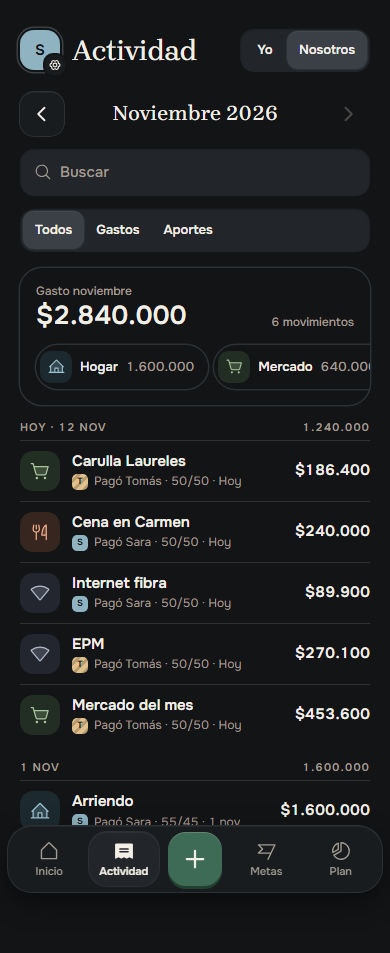 S
Actividad
Yo
Nosotros
Noviembre 2026
Buscar
Todos
Gastos
Aportes
Gasto noviembre
$2.840.000
6 movimientos
Hogar 1.600.000
Mercado 640.00
HOY · 12 NOV
1.240.000
Carulla Laureles
$186.400
T Pagó Tomás · 50/50 · Hoy
Cena en Carmen
$240.000
S Pagó Sara · 50/50 · Hoy
Internet fibra
$89.900
S Pagó Sara · 50/50 · Hoy
EPM
$270.100
T Pagó Tomás · 50/50 · Hoy
Mercado del mes
$453.600
T Pagó Tomás · 50/50 · Hoy
1 NOV
1.600.000
Arriendo
$1.600.000
S Pagó Sara · 55/45 · 1 nov
Inicio
Actividad
Metas
Plan